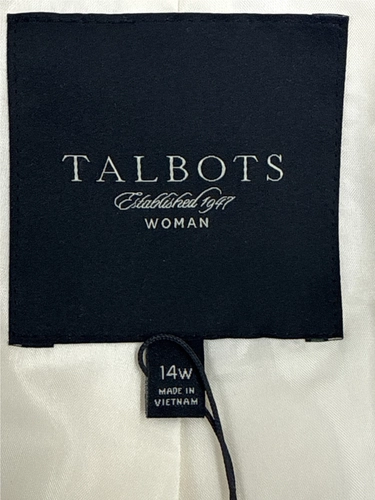 TALBOTS
Established 1947
WOMAN
14W
MADE IN
VIETNAM